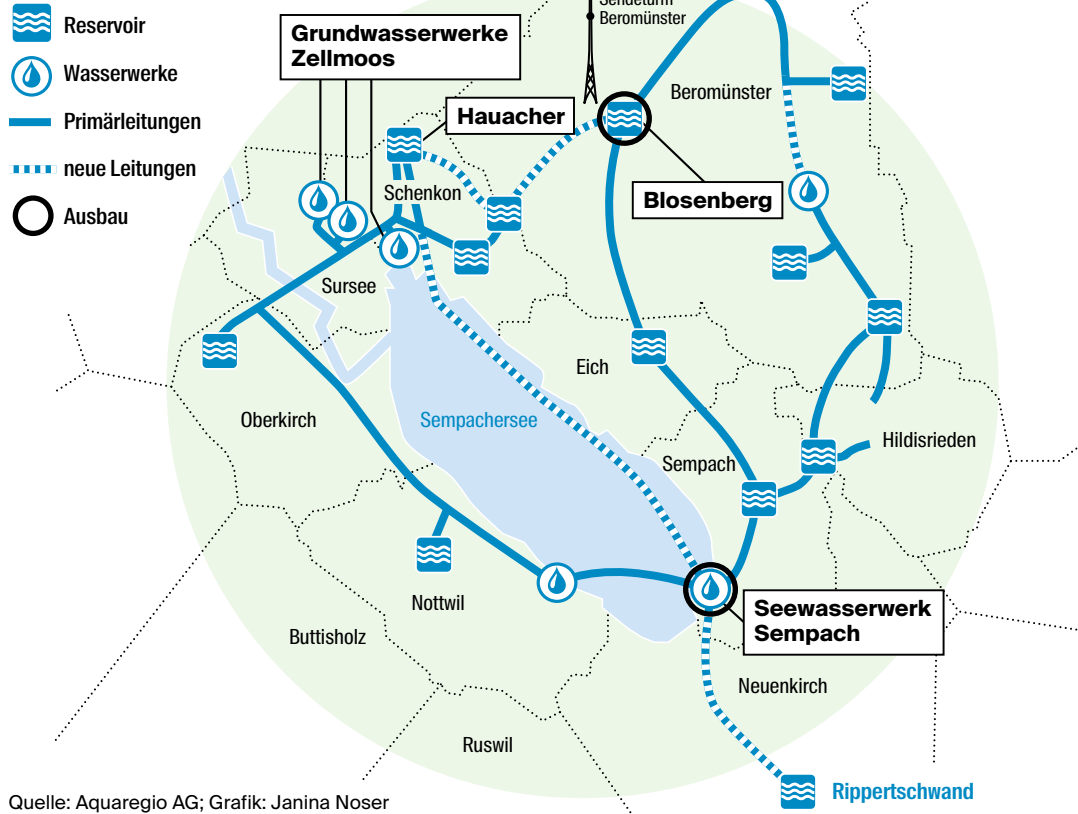 Sendeturm
Beromünster
Reservoir
Wasserwerke
Primärleitungen
neue Leitungen
Ausbau
Grundwasserwerke
Zellmoos
Hauacher
Beromünster
Blosenberg
Schenkon
Sursee
Eich
Oberkirch
Sempachersee
Sempach
Hildisrieden
Nottwil
Buttisholz
Seewasserwerk
Sempach
Neuenkirch
Ruswil
Rippertschwand
Quelle: Aquaregio AG; Grafik: Janina Noser